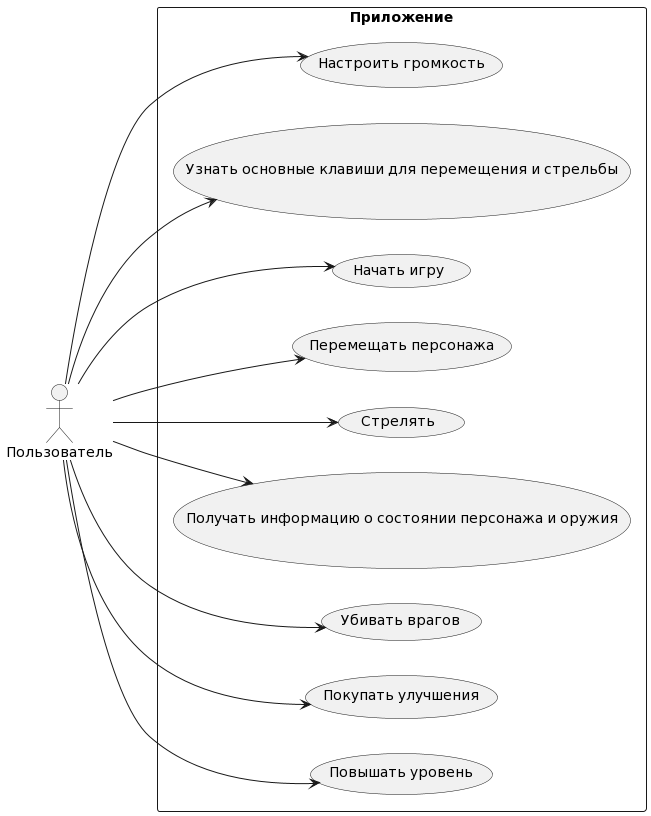 Приложение
Настроить громкость
Узнать основные клавиши для перемещения и стрельбы
Начать игру
Перемещать персонажа
Стрелять
Пользователь
Получать информацию о состоянии персонажа и оружия
Убивать врагов
Покупать улучшения
Повышать уровень